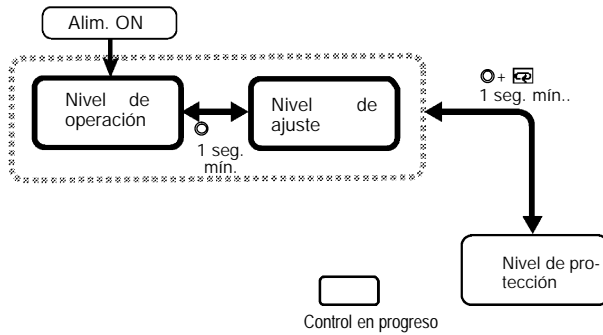 Alim. ON
Nivel de
operación
Nivel de
ajuste
1 seg.
mín.
+
1 seg. mín..
Nivel de pro-
tección
Control en progreso